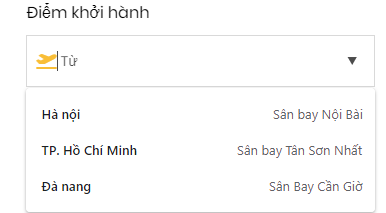 Điểm khởi hành
Từ
Hà nội Sân bay Nội Bài
TP. Hồ Chí Minh Sân bay Tân Sơn Nhất
Đà nang Sân Bay Cần Giờ